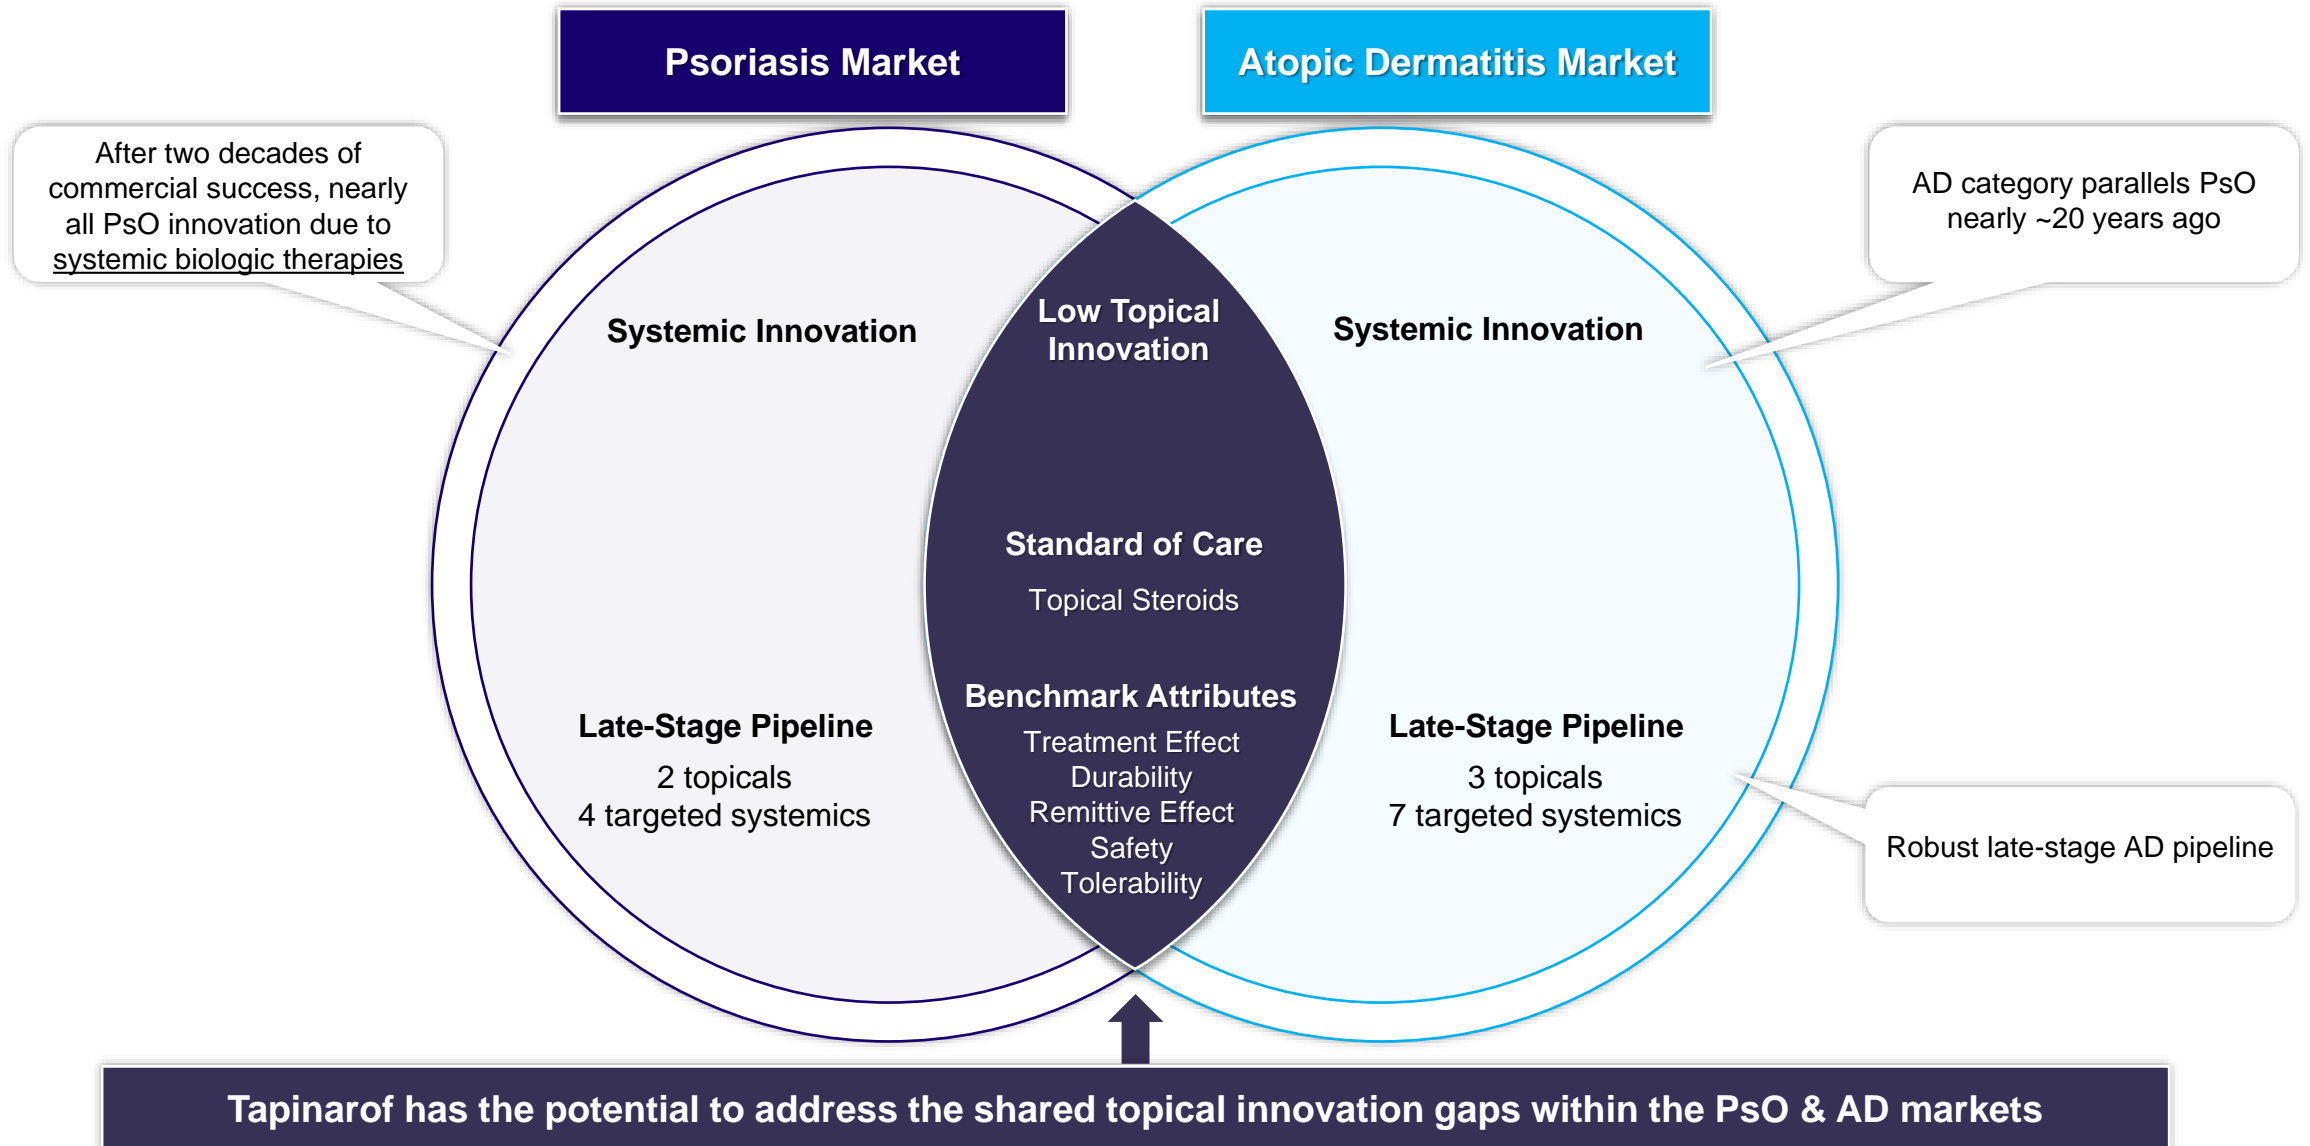 Psoriasis Market
Atopic Dermatitis Market
After two decades of
commercial success, nearly
all PsO innovation due to
systemic biologic therapies
AD category parallels PsO
nearly ~20 years ago
Systemic Innovation
Low Topical
Innovation
Systemic Innovation
Standard of Care
Topical Steroids
Late-Stage Pipeline
2 topicals
4 targeted systemics
Benchmark Attributes
Treatment Effect
Durability
Remittive Effect
Safety
Tolerability
Late-Stage Pipeline
3 topicals
7 targeted systemics
Robust late-stage AD pipeline
Tapinarof has the potential to address the shared topical innovation gaps within the PsO & AD markets